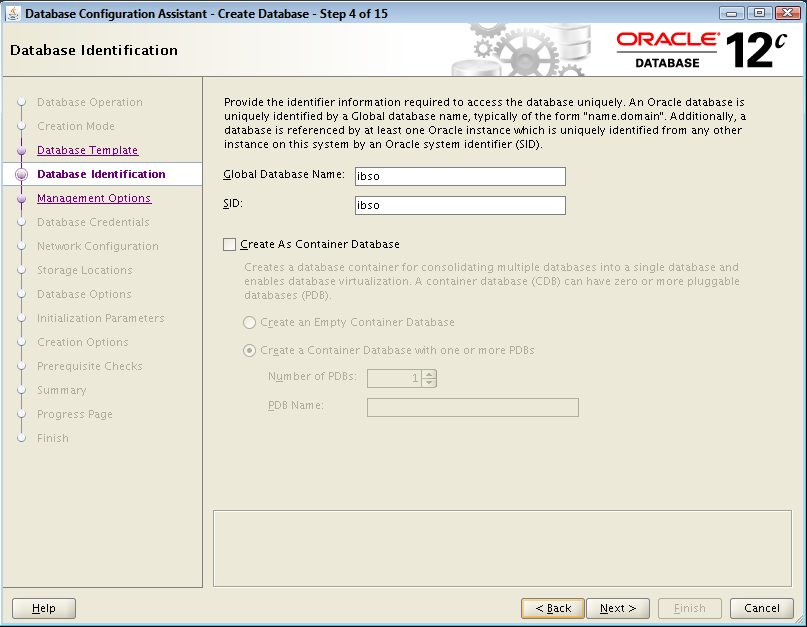 Database Configuration Assistant - Create Database - Step 4 of 15
Database Identification
ORACLE
DATABASE
12c
Database Operation
Creation Mode
Database Template
Database Identification
Management Options
Database Credentials
Network Configuration
Storage Locations
Database Options
Initialization Parameters
Creation Options
Prerequisite Checks
Summary
Progress Page
Finish
Provide the identifier information required to access the database uniquely. An Oracle database is
uniquely identified by a Global database name, typically of the form "name.domain". Additionally, a
database is referenced by at least one Oracle instance which is uniquely identified from any other
instance on this system by an Oracle system identifier (SID).
Global Database Name: ibso
SID: ibso
Create As Container Database
Creates a database container for consolidating multiple databases into a single database and
enables database virtualization. A container database (CDB) can have zero or more pluggable
databases (PDB).
Create an Empty Container Database
Create a Container Database with one or more PDBs
Number of PDBs: 1
PDB Name:
Help
< Back
Next >
Finish
Cancel